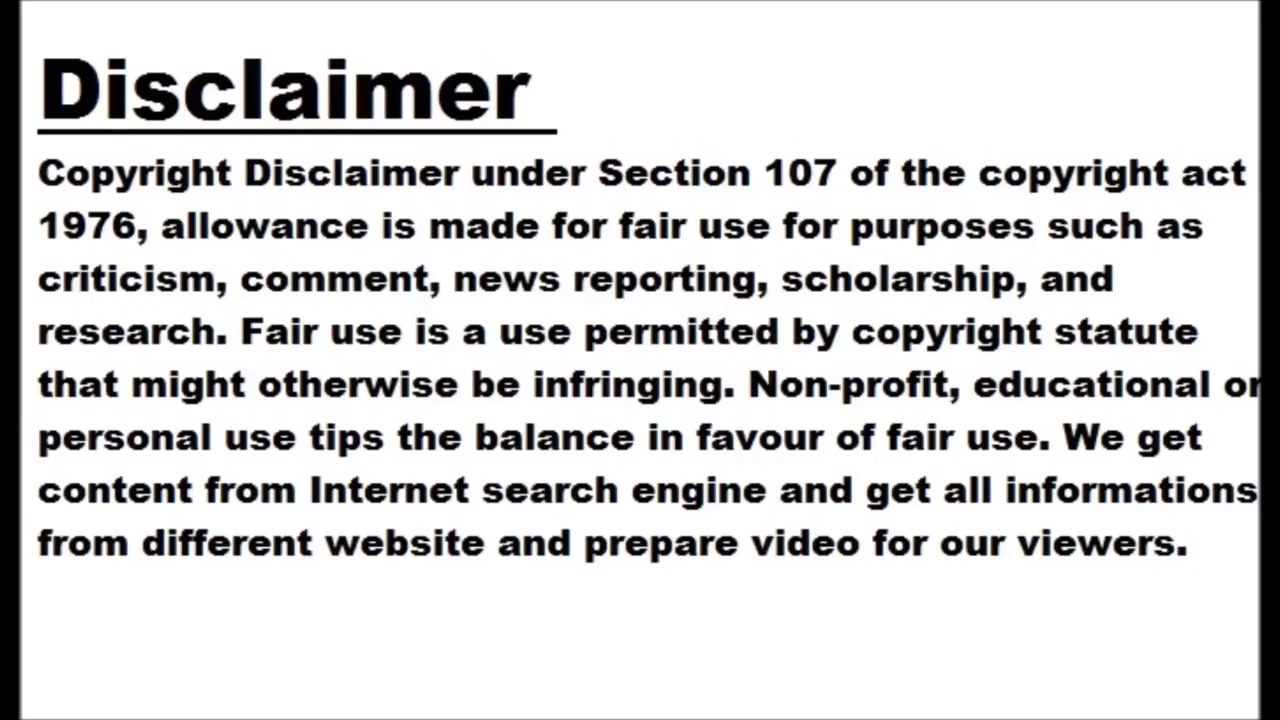 Disclaimer
Copyright Disclaimer under Section 107 of the copyright act
1976, allowance is made for fair use for purposes such as
criticism, comment, news reporting, scholarship, and
research. Fair use is a use permitted by copyright statute
that might otherwise be infringing. Non-profit, educational or
personal use tips the balance in favour of fair use. We get
content from Internet search engine and get all informations
from different website and prepare video for our viewers.